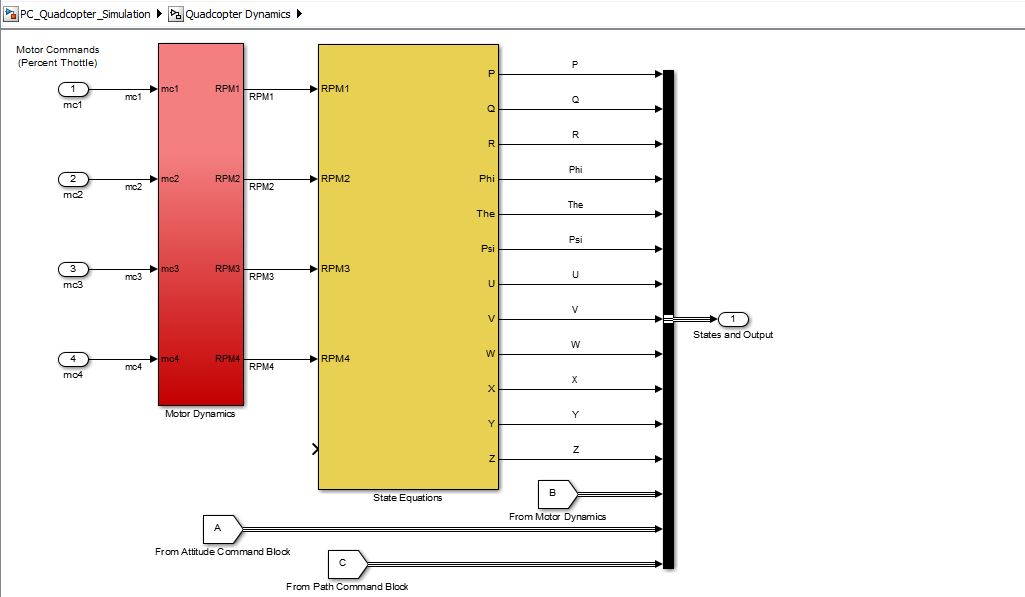 PC_Quadcopter_Simulation Quadcopter Dynamics
Motor Commands
(Percent Thottle)
1
mc1
mc1
mc1
RPM1
RPM1
RPM1
2
mc2
mc2
mc2
RPM2
RPM2
RPM2
3
mc3
mc3
mc3
RPM3
RPM3
RPM3
4
mc4
mc4
mc4
RPM4
RPM4
RPM4
Motor Dynamics
P
P
Q
Q
R
R
Phi
Phi
The
The
Psi
Psi
U
U
V
V
W
W
X
X
Y
Y
Z
Z
State Equations
1
States and Output
B
From Motor Dynamics
A
From Attitude Command Block
C
From Path Command Block